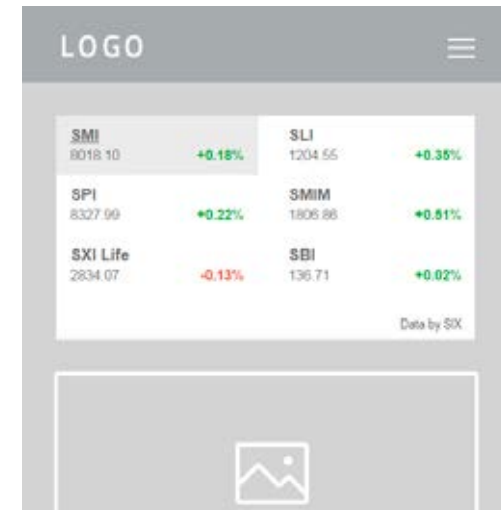 LOGO
SMI
8018.10 +0.18%
SLI
1204.55 +0.35%
SPI
8327.99 +0.22%
SMIM
1806.86 +0.51%
SXI Life
2834.07 -0.13%
SBI
136.71 +0.02%
Data by SIX